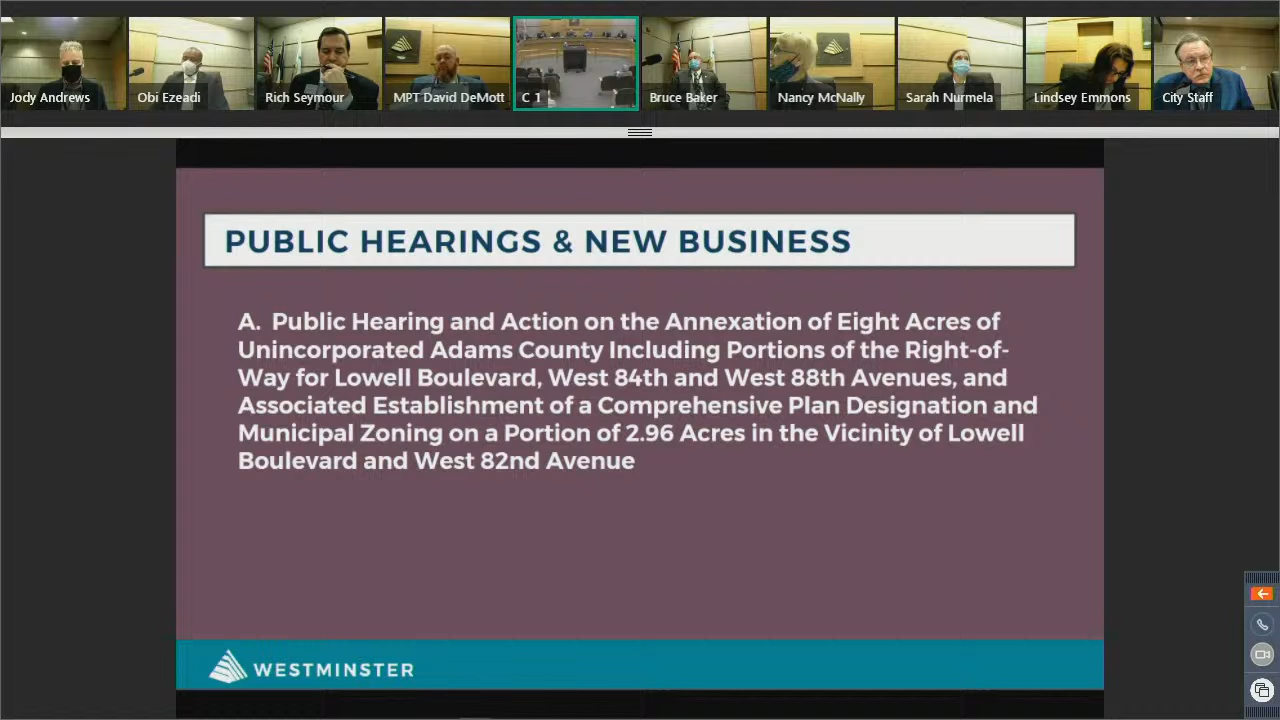 Jody Andrews
Obi Ezeadi
Rich Seymour
MPT David DeMott
C 1
Bruce Baker
Nancy McNally
Sarah Nurmela
Lindsey Emmons
City Staff
PUBLIC HEARINGS & NEW BUSINESS
A. Public Hearing and Action on the Annexation of Eight Acres of
Unincorporated Adams County Including Portions of the Right-of-
Way for Lowell Boulevard, West 84th and West 88th Avenues, and
Associated Establishment of a Comprehensive Plan Designation and
Municipal Zoning on a Portion of 2.96 Acres in the Vicinity of Lowell
Boulevard and West 82nd Avenue
WESTMINSTER